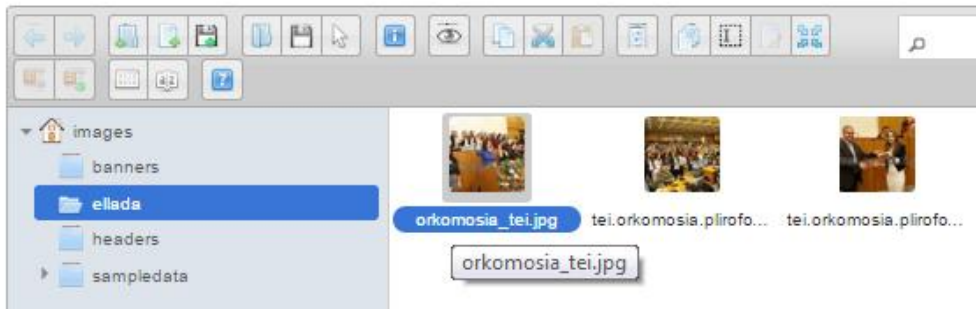 images
banners
ellada
headers
sampledata
orkomosia_tei.jpg
tei.orkomosia.plirofo...
tei.orkomosia.plirofo...
orkomosia_tei.jpg